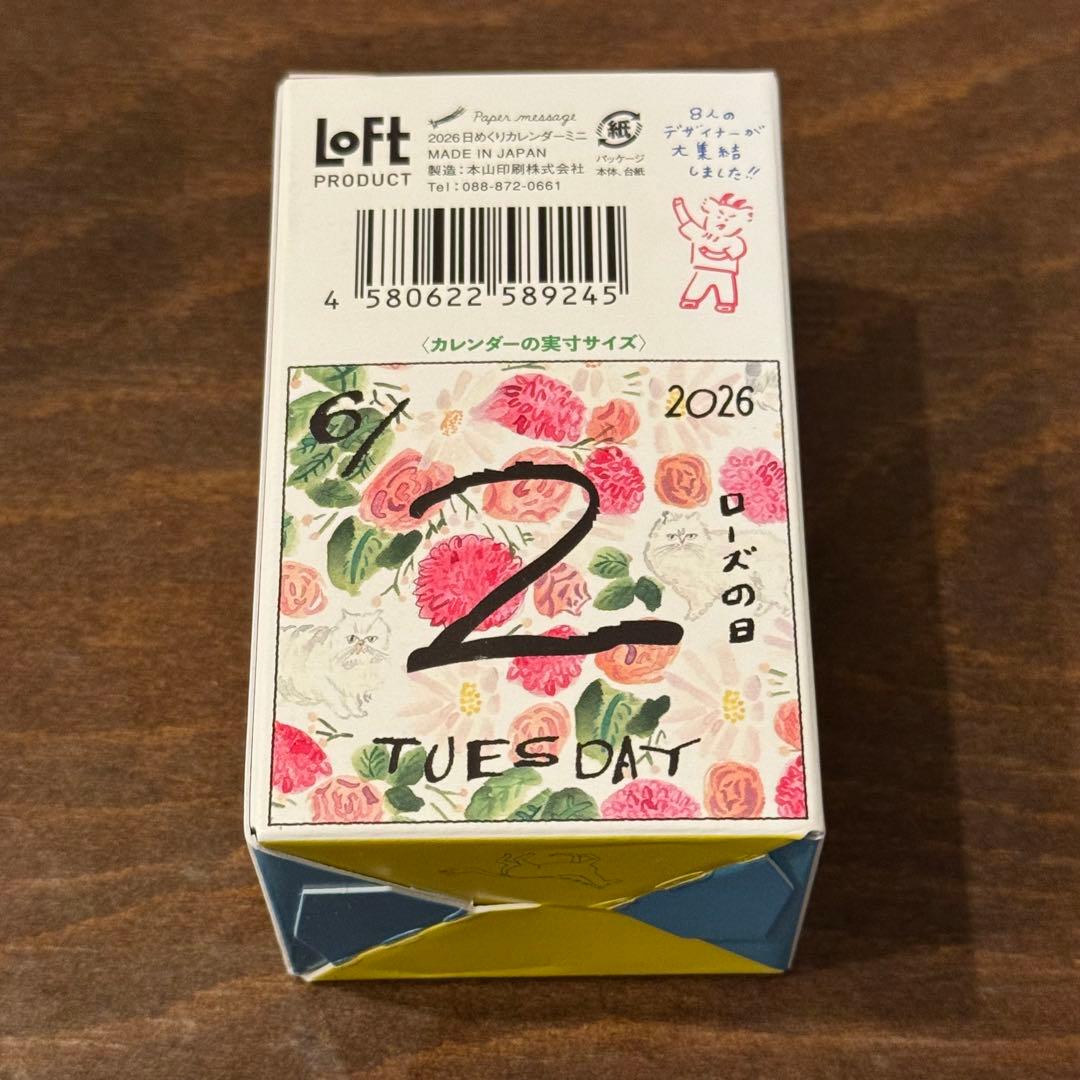 LOFT
PRODUCT
Paper message
2026日めくりカレンダーミニ
MADE IN JAPAN
製造：本山印刷株式会社
Tel：088-872-0661
紙
パッケージ
本体、台紙
8人の
デザイナーが
大集結
しました!!
4 580622 589245
〈カレンダーの実寸サイズ〉
6/
2026
2
ローズの日
TUESDAY